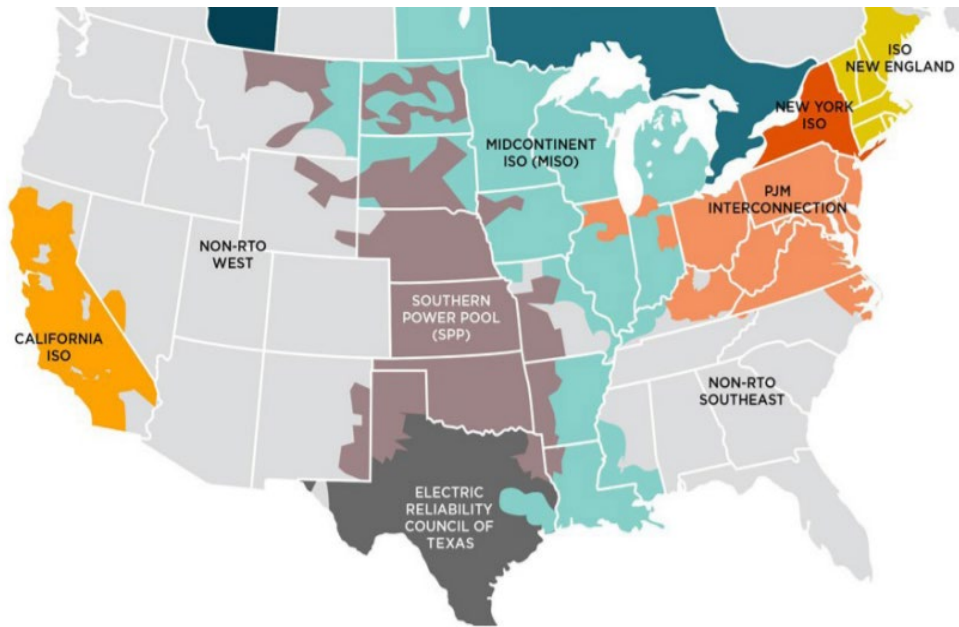 ISO
NEW ENGLAND
NEW YORK
ISO
MIDCONTINENT
ISO (MISO)
PJM
INTERCONNECTION
NON-RTO
WEST
SOUTHERN
POWER POOL
(SPP)
CALIFORNIA
ISO
NON-RTO
SOUTHEAST
ELECTRIC
RELIABILITY
COUNCIL OF
TEXAS